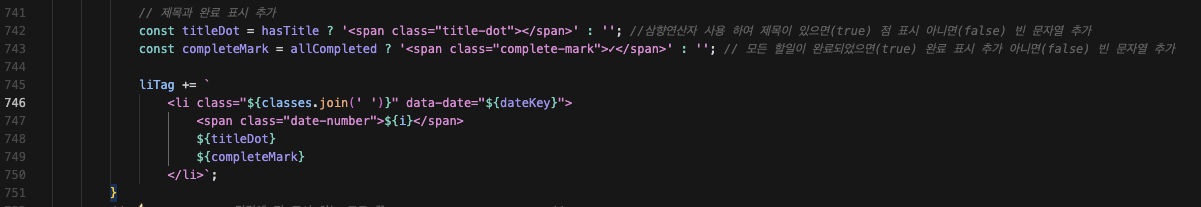 741 // 제목과 완료 표시 추가
742 const titleDot = hasTitle ? '<span class="title-dot"></span>' : ''; //삼향연산자 사용 하여 제목이 있으면(true) 점 표시 아니면(false) 빈 문자열 추가
743 const completeMark = allCompleted ? '<span class="complete-mark">✓</span>' : ''; // 모든 할일이 완료되었으면(true) 완료 표시 추가 아니면(false) 빈 문자열 추가
744
745 liTag += `
746 <li class="${classes.join(' ')}" data-date="${dateKey}">
747 <span class="date-number">${i}</span>
748 ${titleDot}
749 ${completeMark}
750 </li>`;
751 }